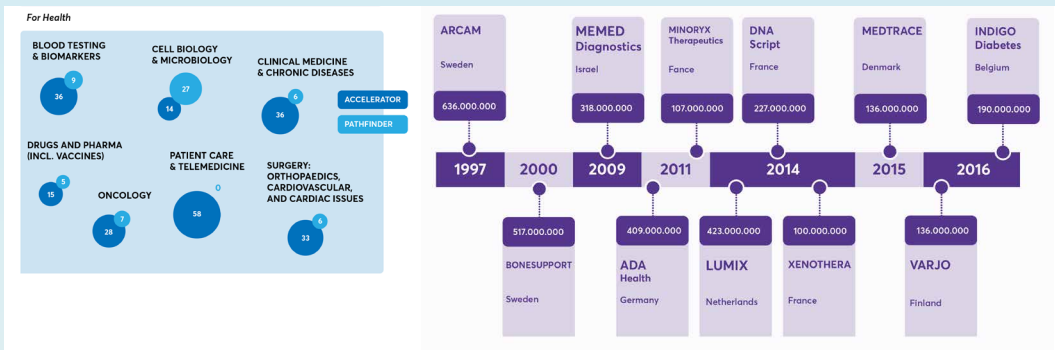 For Health
BLOOD TESTING
& BIOMARKERS
9
36
CELL BIOLOGY
& MICROBIOLOGY
27
14
CLINICAL MEDICINE
& CHRONIC DISEASES
6
36
ACCELERATOR
PATHFINDER
DRUGS AND PHARMA
(INCL. VACCINES)
5
15
ONCOLOGY
7
28
PATIENT CARE
& TELEMEDICINE
0
58
SURGERY:
ORTHOPAEDICS,
CARDIOVASCULAR,
AND CARDIAC ISSUES
6
33
ARCAM
Sweden
636.000.000
MEMED
Diagnostics
Israel
318.000.000
MINORYX
Therapeutics
Fance
107.000.000
DNA
Script
France
227.000.000
MEDTRACE
Denmark
136.000.000
INDIGO
Diabetes
Belgium
190.000.000
1997
2000
2009
2011
2014
2015
2016
517.000.000
BONESUPPORT
Sweden
409.000.000
ADA
Health
Germany
423.000.000
LUMIX
Netherlands
100.000.000
XENOTHERA
France
136.000.000
VARJO
Finland